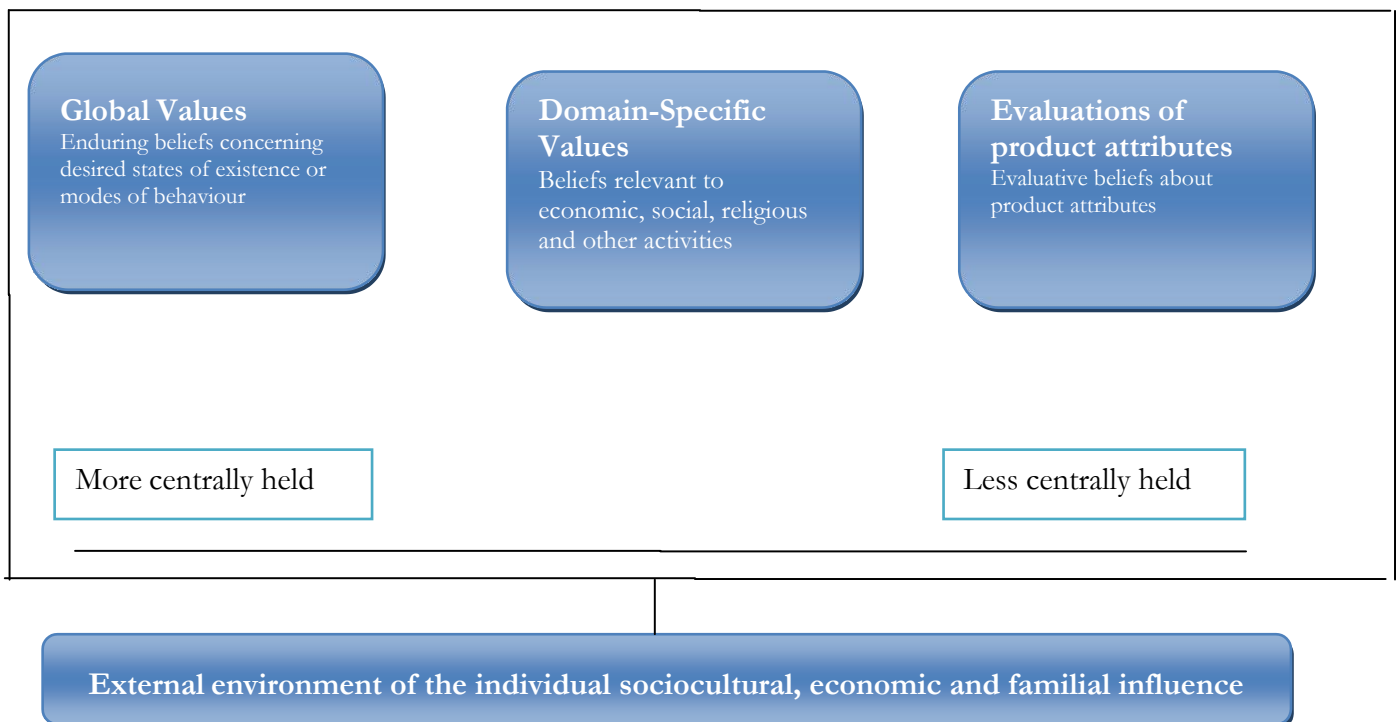 Global Values
Enduring beliefs concerning
desired states of existence or
modes of behaviour
Domain-Specific
Values
Beliefs relevant to
economic, social, religious
and other activities
Evaluations of
product attributes
Evaluative beliefs about
product attributes
More centrally held
Less centrally held
External environment of the individual sociocultural, economic and familial influence